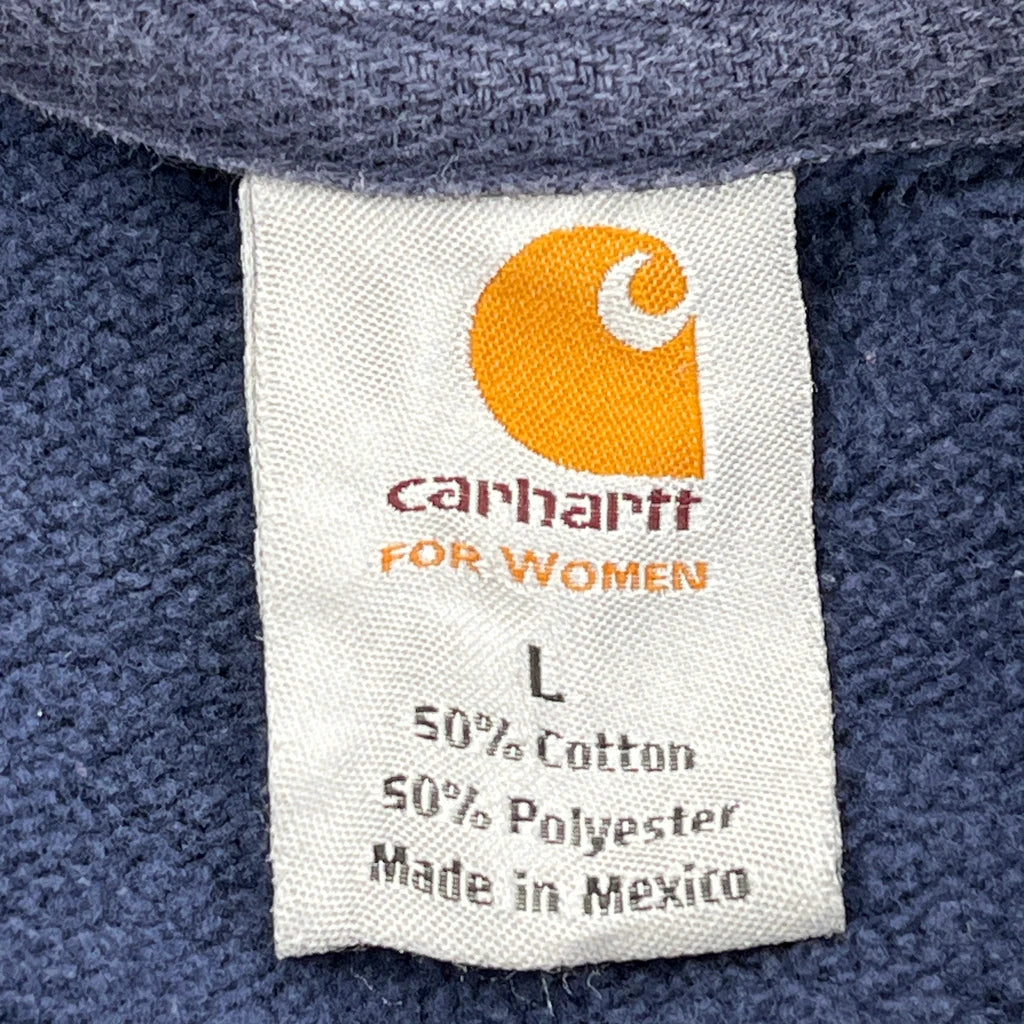 carhartt
FOR WOMEN
L
50% Cotton
50% Polyester
Made in Mexico